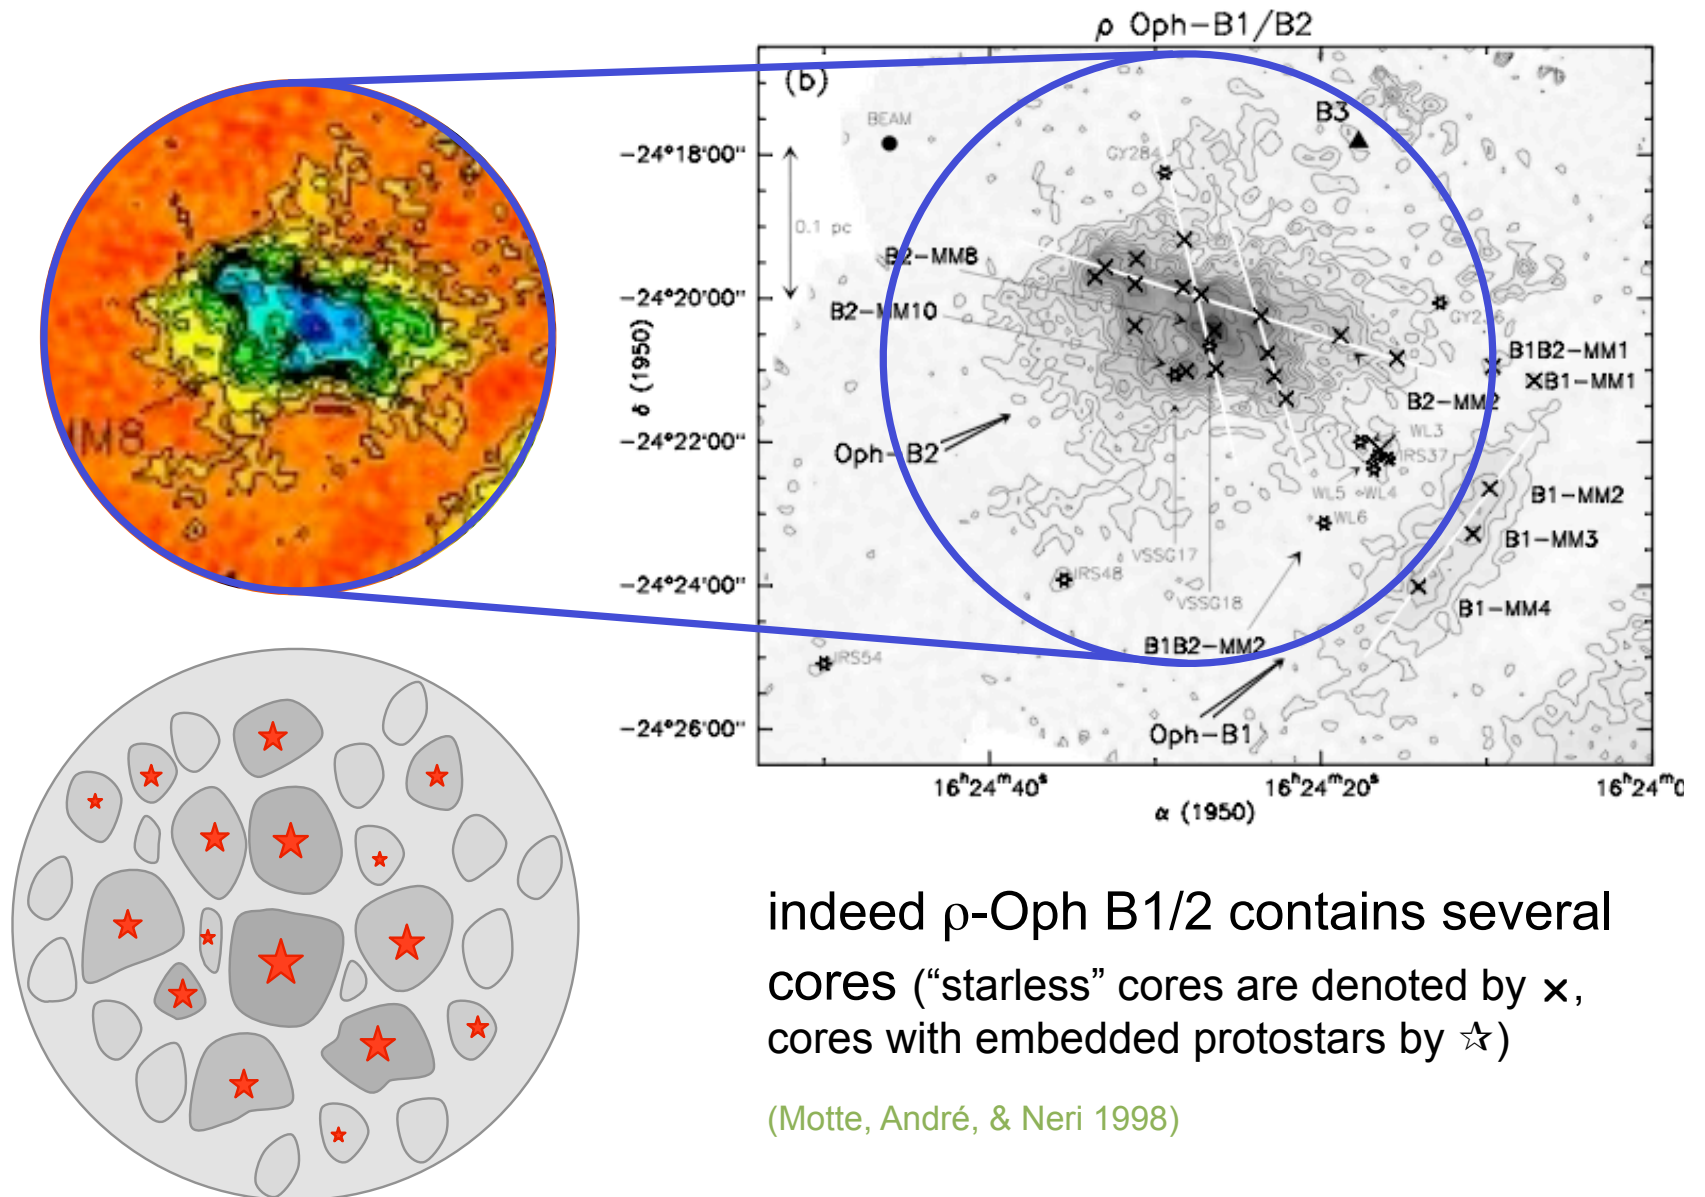 ρ Oph-B1/B2
(b)
BEAM
B3
GY284
-24°18'00"
0.1 pc
B2-MM8
-24°20'00"
B2-MM10
B1B2-MM1
B1-MM1
δ (1950)
B2-MM2
MM8
-24°22'00"
WL3
IRS37
Oph-B2
WL5
WL4
B1-MM2
WL6
B1-MM3
VSSG17
IRS48
-24°24'00"
VSSG18
B1-MM4
B1B2-MM2
IRS54
-24°26'00"
Oph-B1
16ʰ24ᵐ40ˢ
16ʰ24ᵐ20ˢ
16ʰ24ᵐ0
α (1950)
indeed ρ-Oph B1/2 contains several
cores (“starless” cores are denoted by ×,
cores with embedded protostars by ☆)
(Motte, André, & Neri 1998)